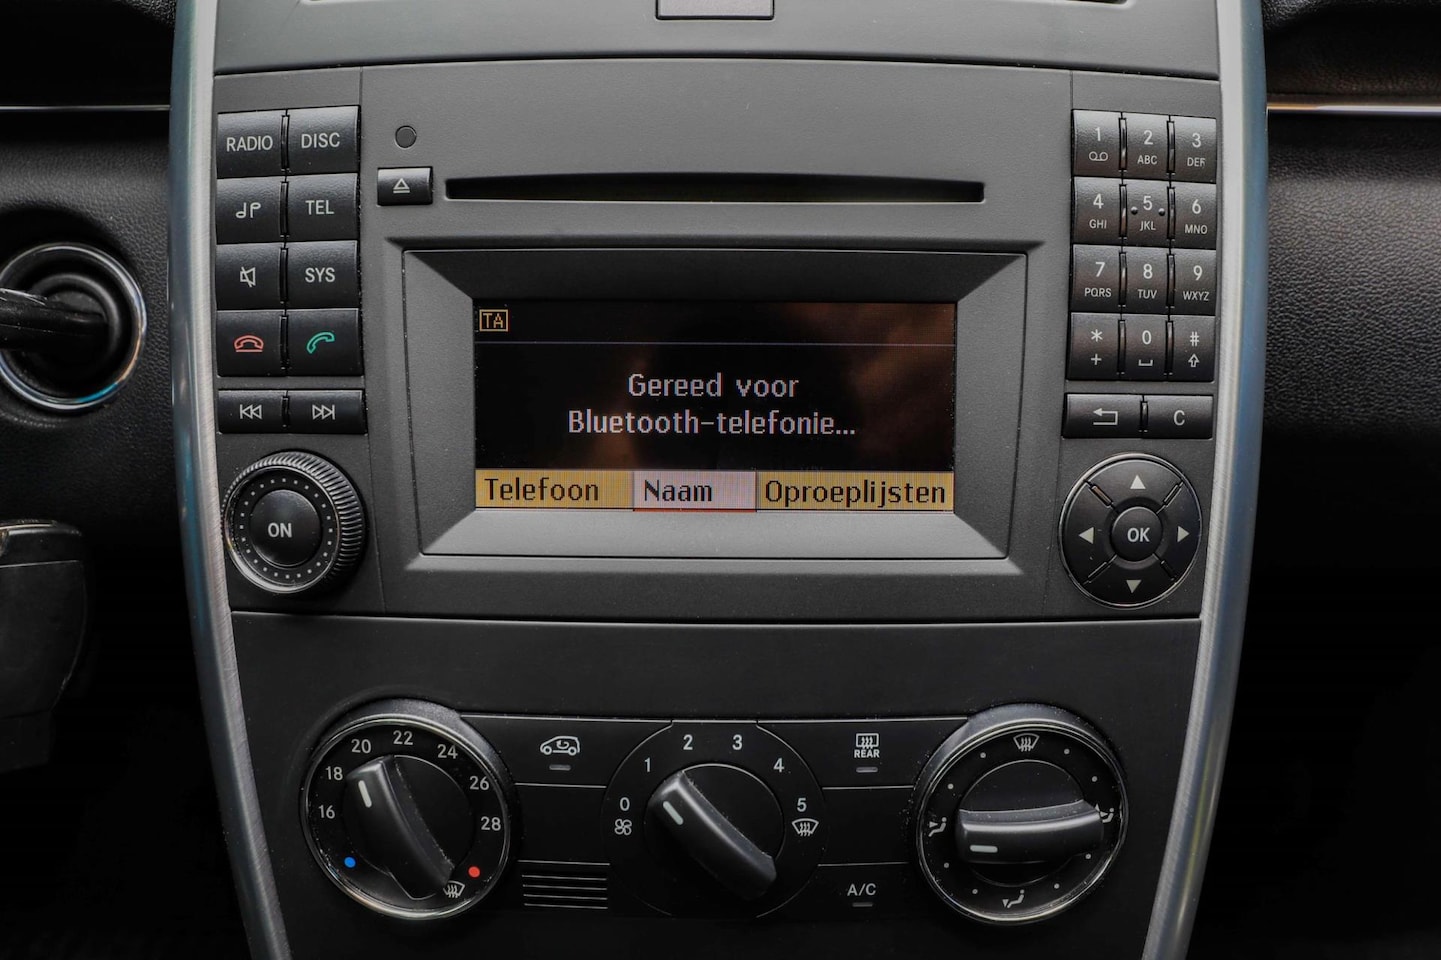 RADIO DISC
TEL
SYS
ON
TA
Gereed voor
Bluetooth-telefonie...
Telefoon Naam Oproeplijsten
1 2 3
ABC DEF
4 5 6
GHI JKL MNO
7 8 9
PQRS TUV WXYZ
* 0 #
+
C
OK
16 18 20 22 24 26 28
0 1 2 3 4 5
REAR
A/C